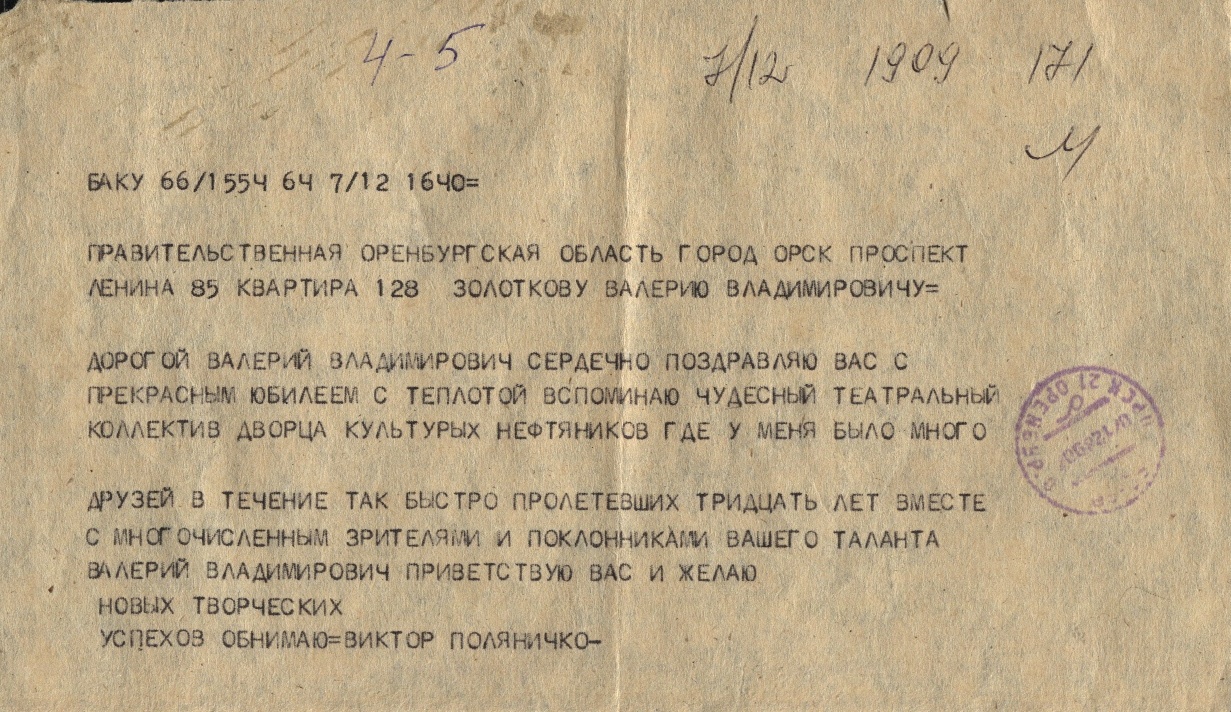 4-5 7/12 1909 171
БАКУ 66/1554 64 7/12 1640=
ПРАВИТЕЛЬСТВЕННАЯ ОРЕНБУРГСКАЯ ОБЛАСТЬ ГОРОД ОРСК ПРОСПЕКТ
ЛЕНИНА 85 КВАРТИРА 128 ЗОЛОТКОВУ ВАЛЕРИЮ ВЛАДИМИРОВИЧУ=
ДОРОГОЙ ВАЛЕРИЙ ВЛАДИМИРОВИЧ СЕРДЕЧНО ПОЗДРАВЛЯЮ ВАС С
ПРЕКРАСНЫМ ЮБИЛЕЕМ С ТЕПЛОТОЙ ВСПОМИНАЮ ЧУДЕСНЫЙ ТЕАТРАЛЬНЫЙ
КОЛЛЕКТИВ ДВОРЦА КУЛЬТУРЫХ НЕФТЯНИКОВ ГДЕ У МЕНЯ БЫЛО МНОГО
ДРУЗЕЙ В ТЕЧЕНИЕ ТАК БЫСТРО ПРОЛЕТЕВШИХ ТРИДЦАТЬ ЛЕТ ВМЕСТЕ
С МНОГОЧИСЛЕННЫМ ЗРИТЕЛЯМИ И ПОКЛОННИКАМИ ВАШЕГО ТАЛАНТА
ВАЛЕРИЙ ВЛАДИМИРОВИЧ ПРИВЕТСТВУЮ ВАС И ЖЕЛАЮ
НОВЫХ ТВОРЧЕСКИХ
УСПЕХОВ ОБНИМАЮ=ВИКТОР ПОЛЯНИЧКО-
ОРСК 21